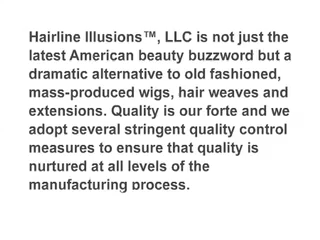 Hairline Illusions™, LLC is not just the
latest American beauty buzzword but a
dramatic alternative to old fashioned,
mass-produced wigs, hair weaves and
extensions. Quality is our forte and we
adopt several stringent quality control
measures to ensure that quality is
nurtured at all levels of the
manufacturing process.